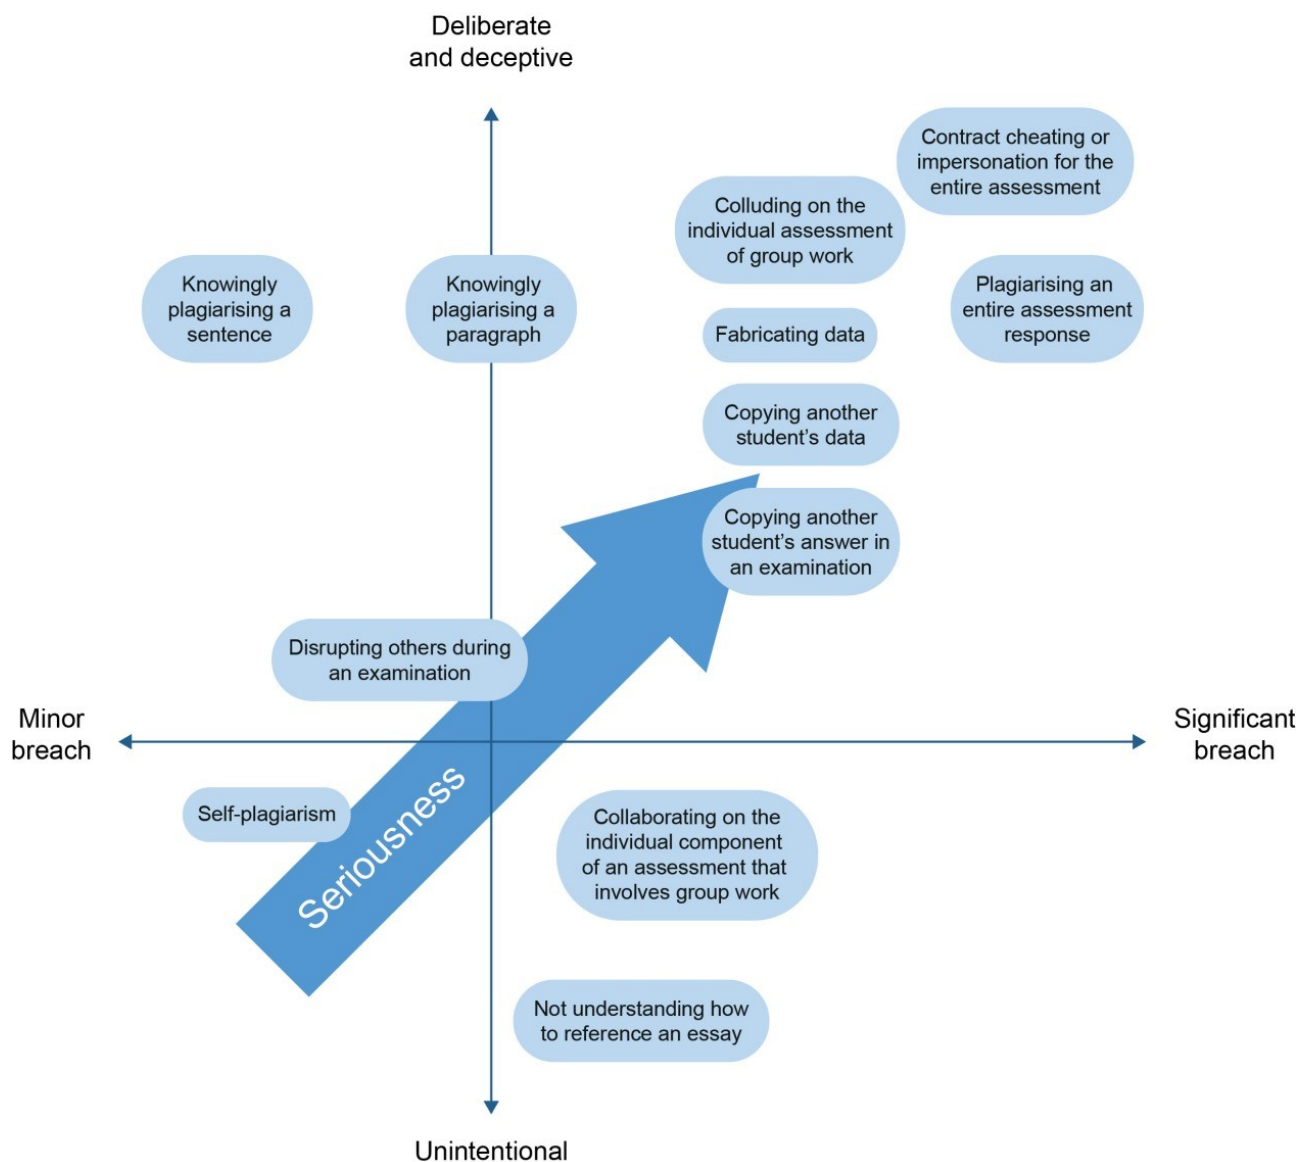 Deliberate
and deceptive
Contract cheating or
impersonation for the
entire assessment
Colluding on the
individual assessment
of group work
Knowingly
plagiarising a
sentence
Knowingly
plagiarising a
paragraph
Plagiarising an
entire assessment
response
Fabricating data
Copying another
student’s data
Copying another
student’s answer in
an examination
Disrupting others during
an examination
Minor
breach
Significant
breach
Self-plagiarism
Seriousness
Collaborating on the
individual component
of an assessment that
involves group work
Not understanding how
to reference an essay
Unintentional